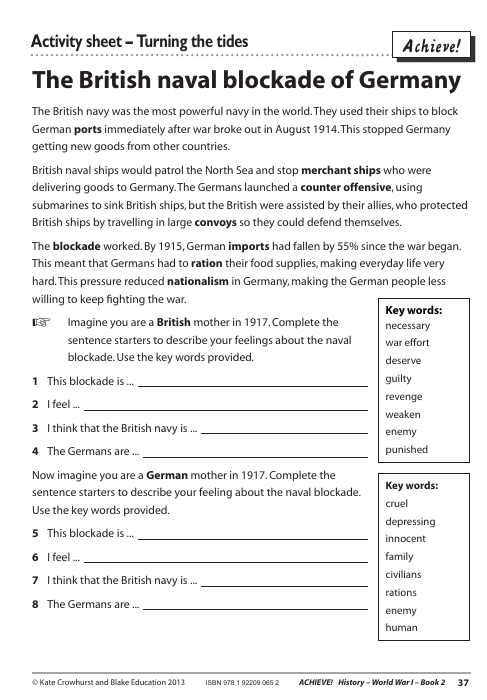 Activity sheet – Turning the tides
Achieve!
The British naval blockade of Germany
The British navy was the most powerful navy in the world. They used their ships to block
German ports immediately after war broke out in August 1914. This stopped Germany
getting new goods from other countries.
British naval ships would patrol the North Sea and stop merchant ships who were
delivering goods to Germany. The Germans launched a counter offensive, using
submarines to sink British ships, but the British were assisted by their allies, who protected
British ships by travelling in large convoys so they could defend themselves.
The blockade worked. By 1915, German imports had fallen by 55% since the war began.
This meant that Germans had to ration their food supplies, making everyday life very
hard. This pressure reduced nationalism in Germany, making the German people less
willing to keep fighting the war.
Imagine you are a British mother in 1917. Complete the
sentence starters to describe your feelings about the naval
blockade. Use the key words provided.
1 This blockade is ...
2 I feel ...
3 I think that the British navy is ...
4 The Germans are ...
Key words:
necessary
war effort
deserve
guilty
revenge
weaken
enemy
punished
Now imagine you are a German mother in 1917. Complete the
sentence starters to describe your feeling about the naval blockade.
Use the key words provided.
5 This blockade is ...
6 I feel ...
7 I think that the British navy is ...
8 The Germans are ...
Key words:
cruel
depressing
innocent
family
civilians
rations
enemy
human
© Kate Crowhurst and Blake Education 2013 ISBN 978 1 92209 065 2 ACHIEVE! History – World War I – Book 2 37